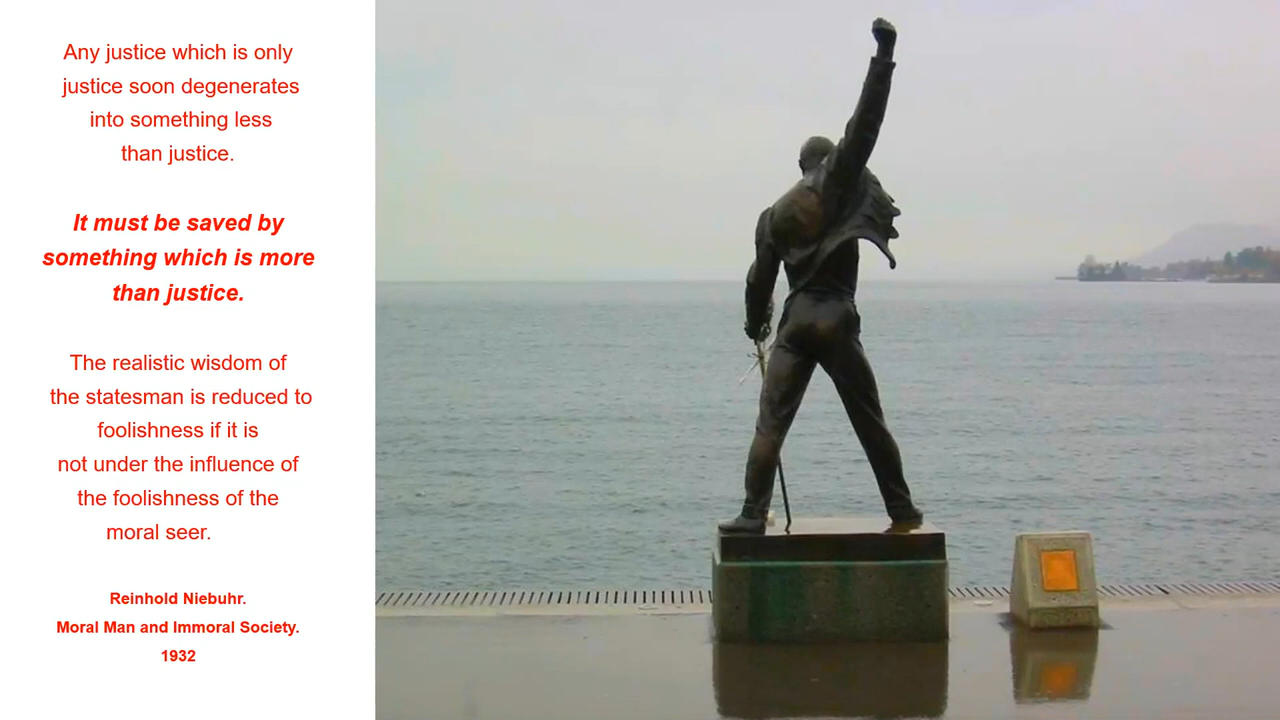 Any justice which is only
justice soon degenerates
into something less
than justice.
It must be saved by
something which is more
than justice.
The realistic wisdom of
the statesman is reduced to
foolishness if it is
not under the influence of
the foolishness of the
moral seer.
Reinhold Niebuhr.
Moral Man and Immoral Society.
1932